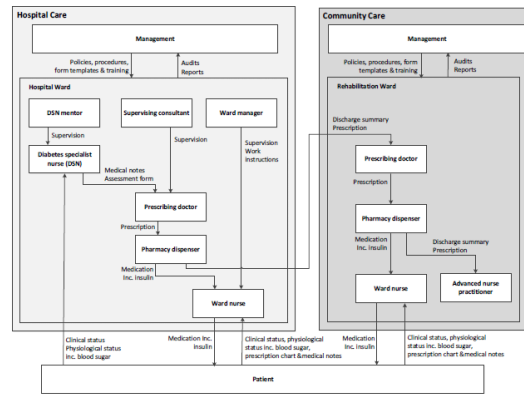 Hospital Care
Management
Policies, procedures,
form templates & training
Audits
Reports
Hospital Ward
DSN mentor
Supervising consultant
Ward manager
Supervision
Supervision
Supervision
Work
Instructions
Diabetes specialist
nurse (DSN)
Medical notes
Assessment form
Prescribing doctor
Prescription
Pharmacy dispenser
Medication
Inc. Insulin
Ward nurse
Clinical status
Physiological status
Inc. blood sugar
Medication Inc.
insulin
Clinical status, physiological
status inc. blood sugar,
prescription chart &medical notes
Community Care
Management
Policies, procedures, form
templates & training
Audits
Reports
Rehabilitation Ward
Discharge summary
Prescription
Prescribing doctor
Prescription
Pharmacy dispenser
Medication
Inc. Insulin
Discharge summary
Prescription
Ward nurse
Advanced nurse
practitioner
Medication
Inc. Insulin
Clinical status, physiological
status inc. blood sugar,
prescription chart &medical notes
Patient